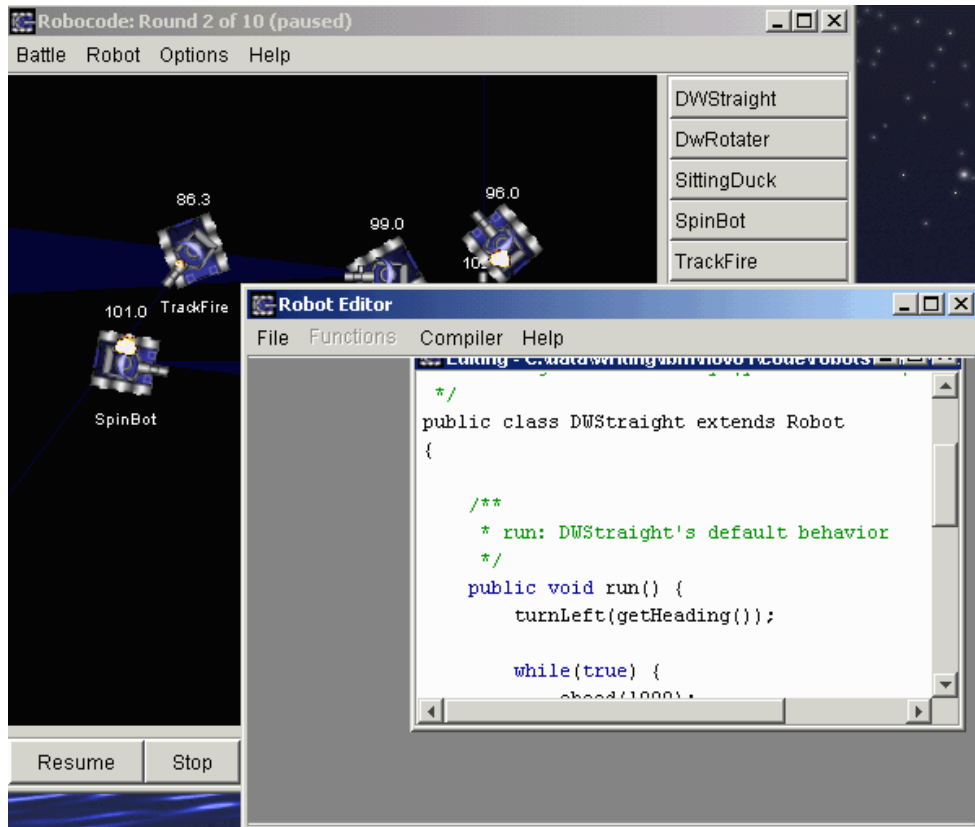 Robocode: Round 2 of 10 (paused)
Battle Robot Options Help
DWStraight
DwRotater
SittingDuck
SpinBot
TrackFire
86.3
96.0
99.0
101.0
TrackFire
SpinBot
Robot Editor
File Functions Compiler Help
*/
public class DWStraight extends Robot
{
/**
* run: DWStraight's default behavior
*/
public void run() {
turnLeft(getHeading());
while(true) {
ahead(1000);
Resume Stop